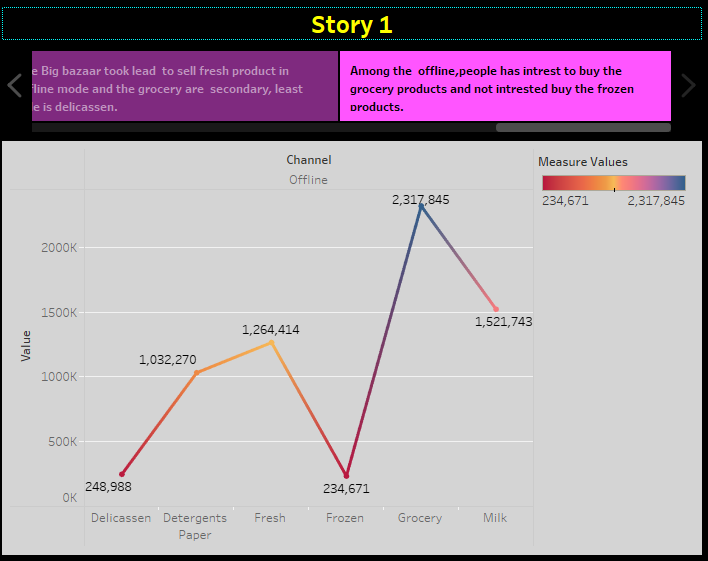 Story 1
e Big bazaar took lead to sell fresh product in
fline mode and the grocery are secondary, least
e is delicassen.
Among the offline,people has intrest to buy the
grocery products and not intrested buy the frozen
products.
Channel
Offline
Measure Values
234,671 2,317,845
Value
2000K
1500K
1000K
500K
0K
248,988
1,032,270
1,264,414
234,671
2,317,845
1,521,743
Delicassen
Detergents
Paper
Fresh
Frozen
Grocery
Milk